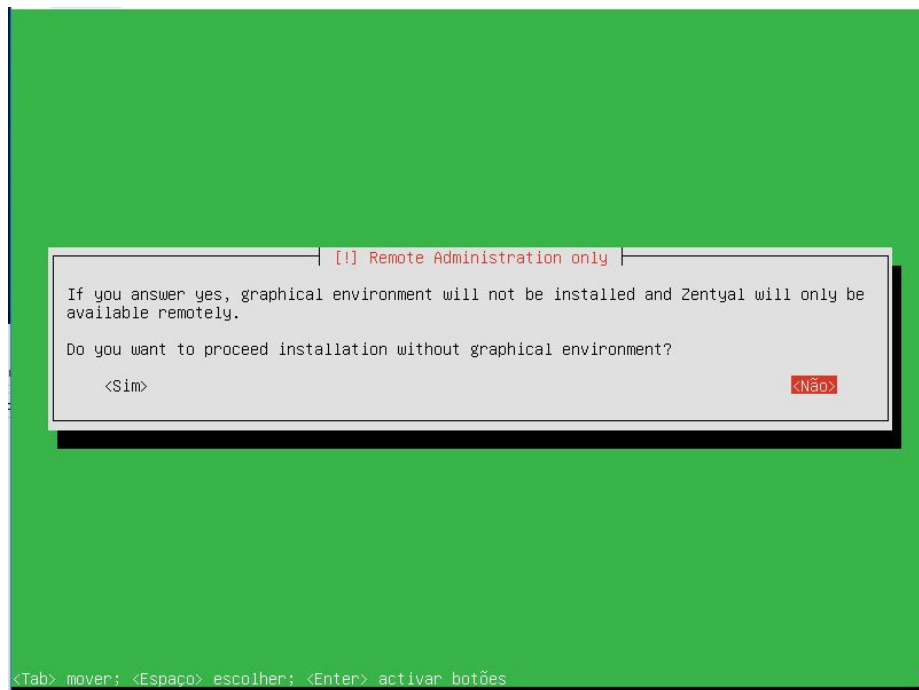 [!] Remote Administration only
If you answer yes, graphical environment will not be installed and Zentyal will only be
available remotely.
Do you want to proceed installation without graphical environment?
<Sim> <Não>
<Tab> mover; <Espaço> escolher; <Enter> activar botões